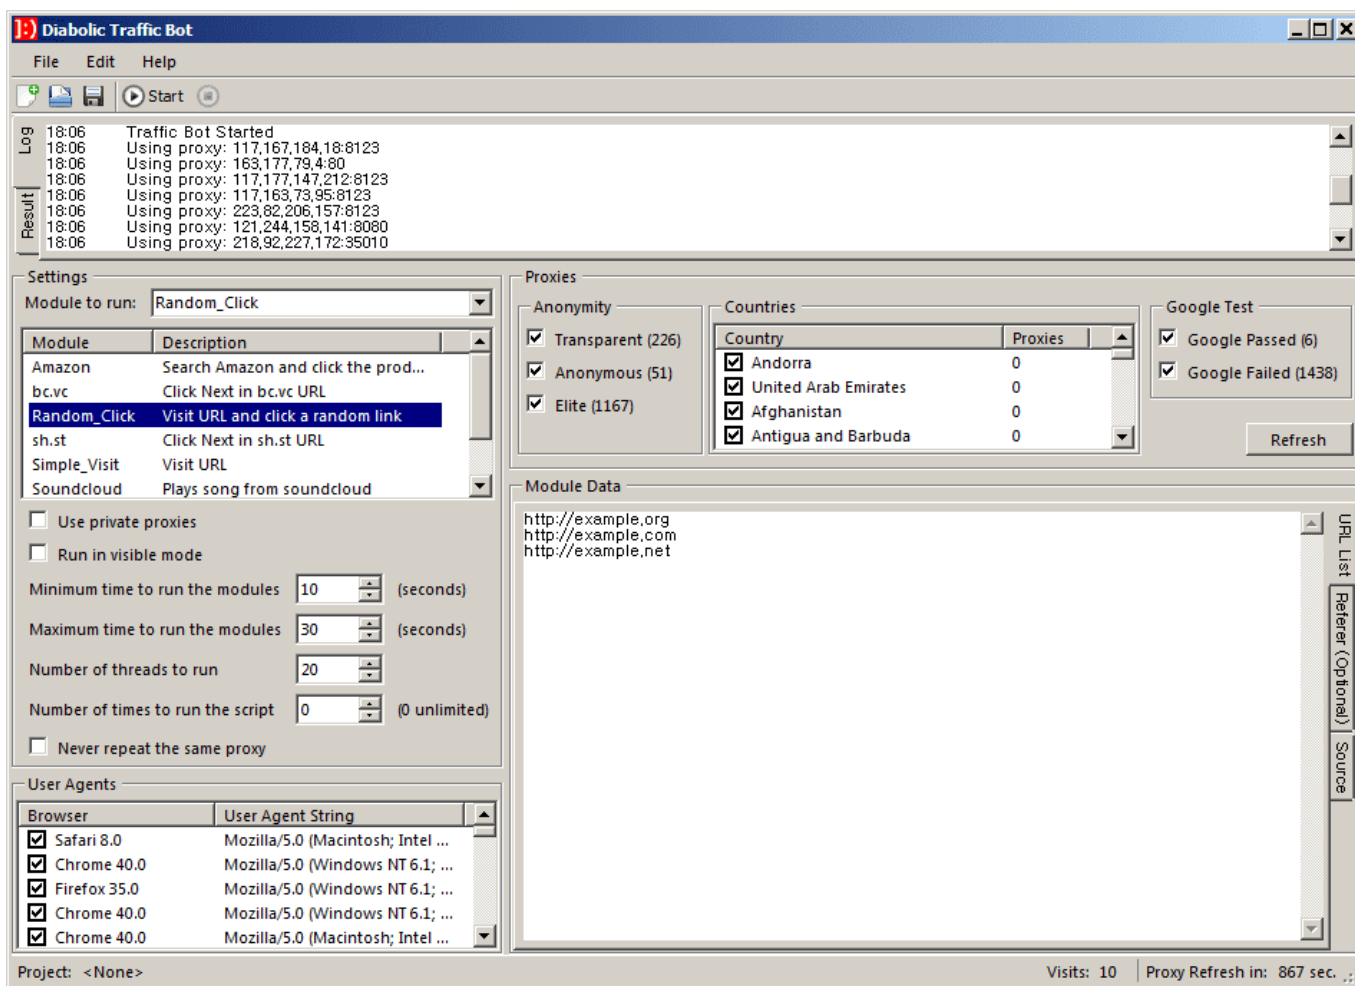 Diabolic Traffic Bot
File Edit Help
Start
Log
Result
18:06 Traffic Bot Started
18:06 Using proxy: 117,167,184,18:8123
18:06 Using proxy: 163,177,79,4:80
18:06 Using proxy: 117,177,147,212:8123
18:06 Using proxy: 117,163,73,95:8123
18:06 Using proxy: 223,82,206,157:8123
18:06 Using proxy: 121,244,158,141:8080
18:06 Using proxy: 218,92,227,172:35010
Settings
Module to run: Random_Click
Module Description
Amazon Search Amazon and click the prod...
bc.vc Click Next in bc.vc URL
Random_Click Visit URL and click a random link
sh.st Click Next in sh.st URL
Simple_Visit Visit URL
Soundcloud Plays song from soundcloud
Use private proxies
Run in visible mode
Minimum time to run the modules 10 (seconds)
Maximum time to run the modules 30 (seconds)
Number of threads to run 20
Number of times to run the script 0 (0 unlimited)
Never repeat the same proxy
User Agents
Browser User Agent String
Safari 8.0 Mozilla/5.0 (Macintosh; Intel ...
Chrome 40.0 Mozilla/5.0 (Windows NT 6.1; ...
Firefox 35.0 Mozilla/5.0 (Windows NT 6.1; ...
Chrome 40.0 Mozilla/5.0 (Windows NT 6.1; ...
Chrome 40.0 Mozilla/5.0 (Macintosh; Intel ...
Proxies
Anonymity
Transparent (226)
Anonymous (51)
Elite (1167)
Countries
Country Proxies
Andorra 0
United Arab Emirates 0
Afghanistan 0
Antigua and Barbuda 0
Google Test
Google Passed (6)
Google Failed (1438)
Refresh
Module Data
http://example,org
http://example,com
http://example,net
URL List
Referer (Optional)
Source
Project: <None>
Visits: 10
Proxy Refresh in: 867 sec.